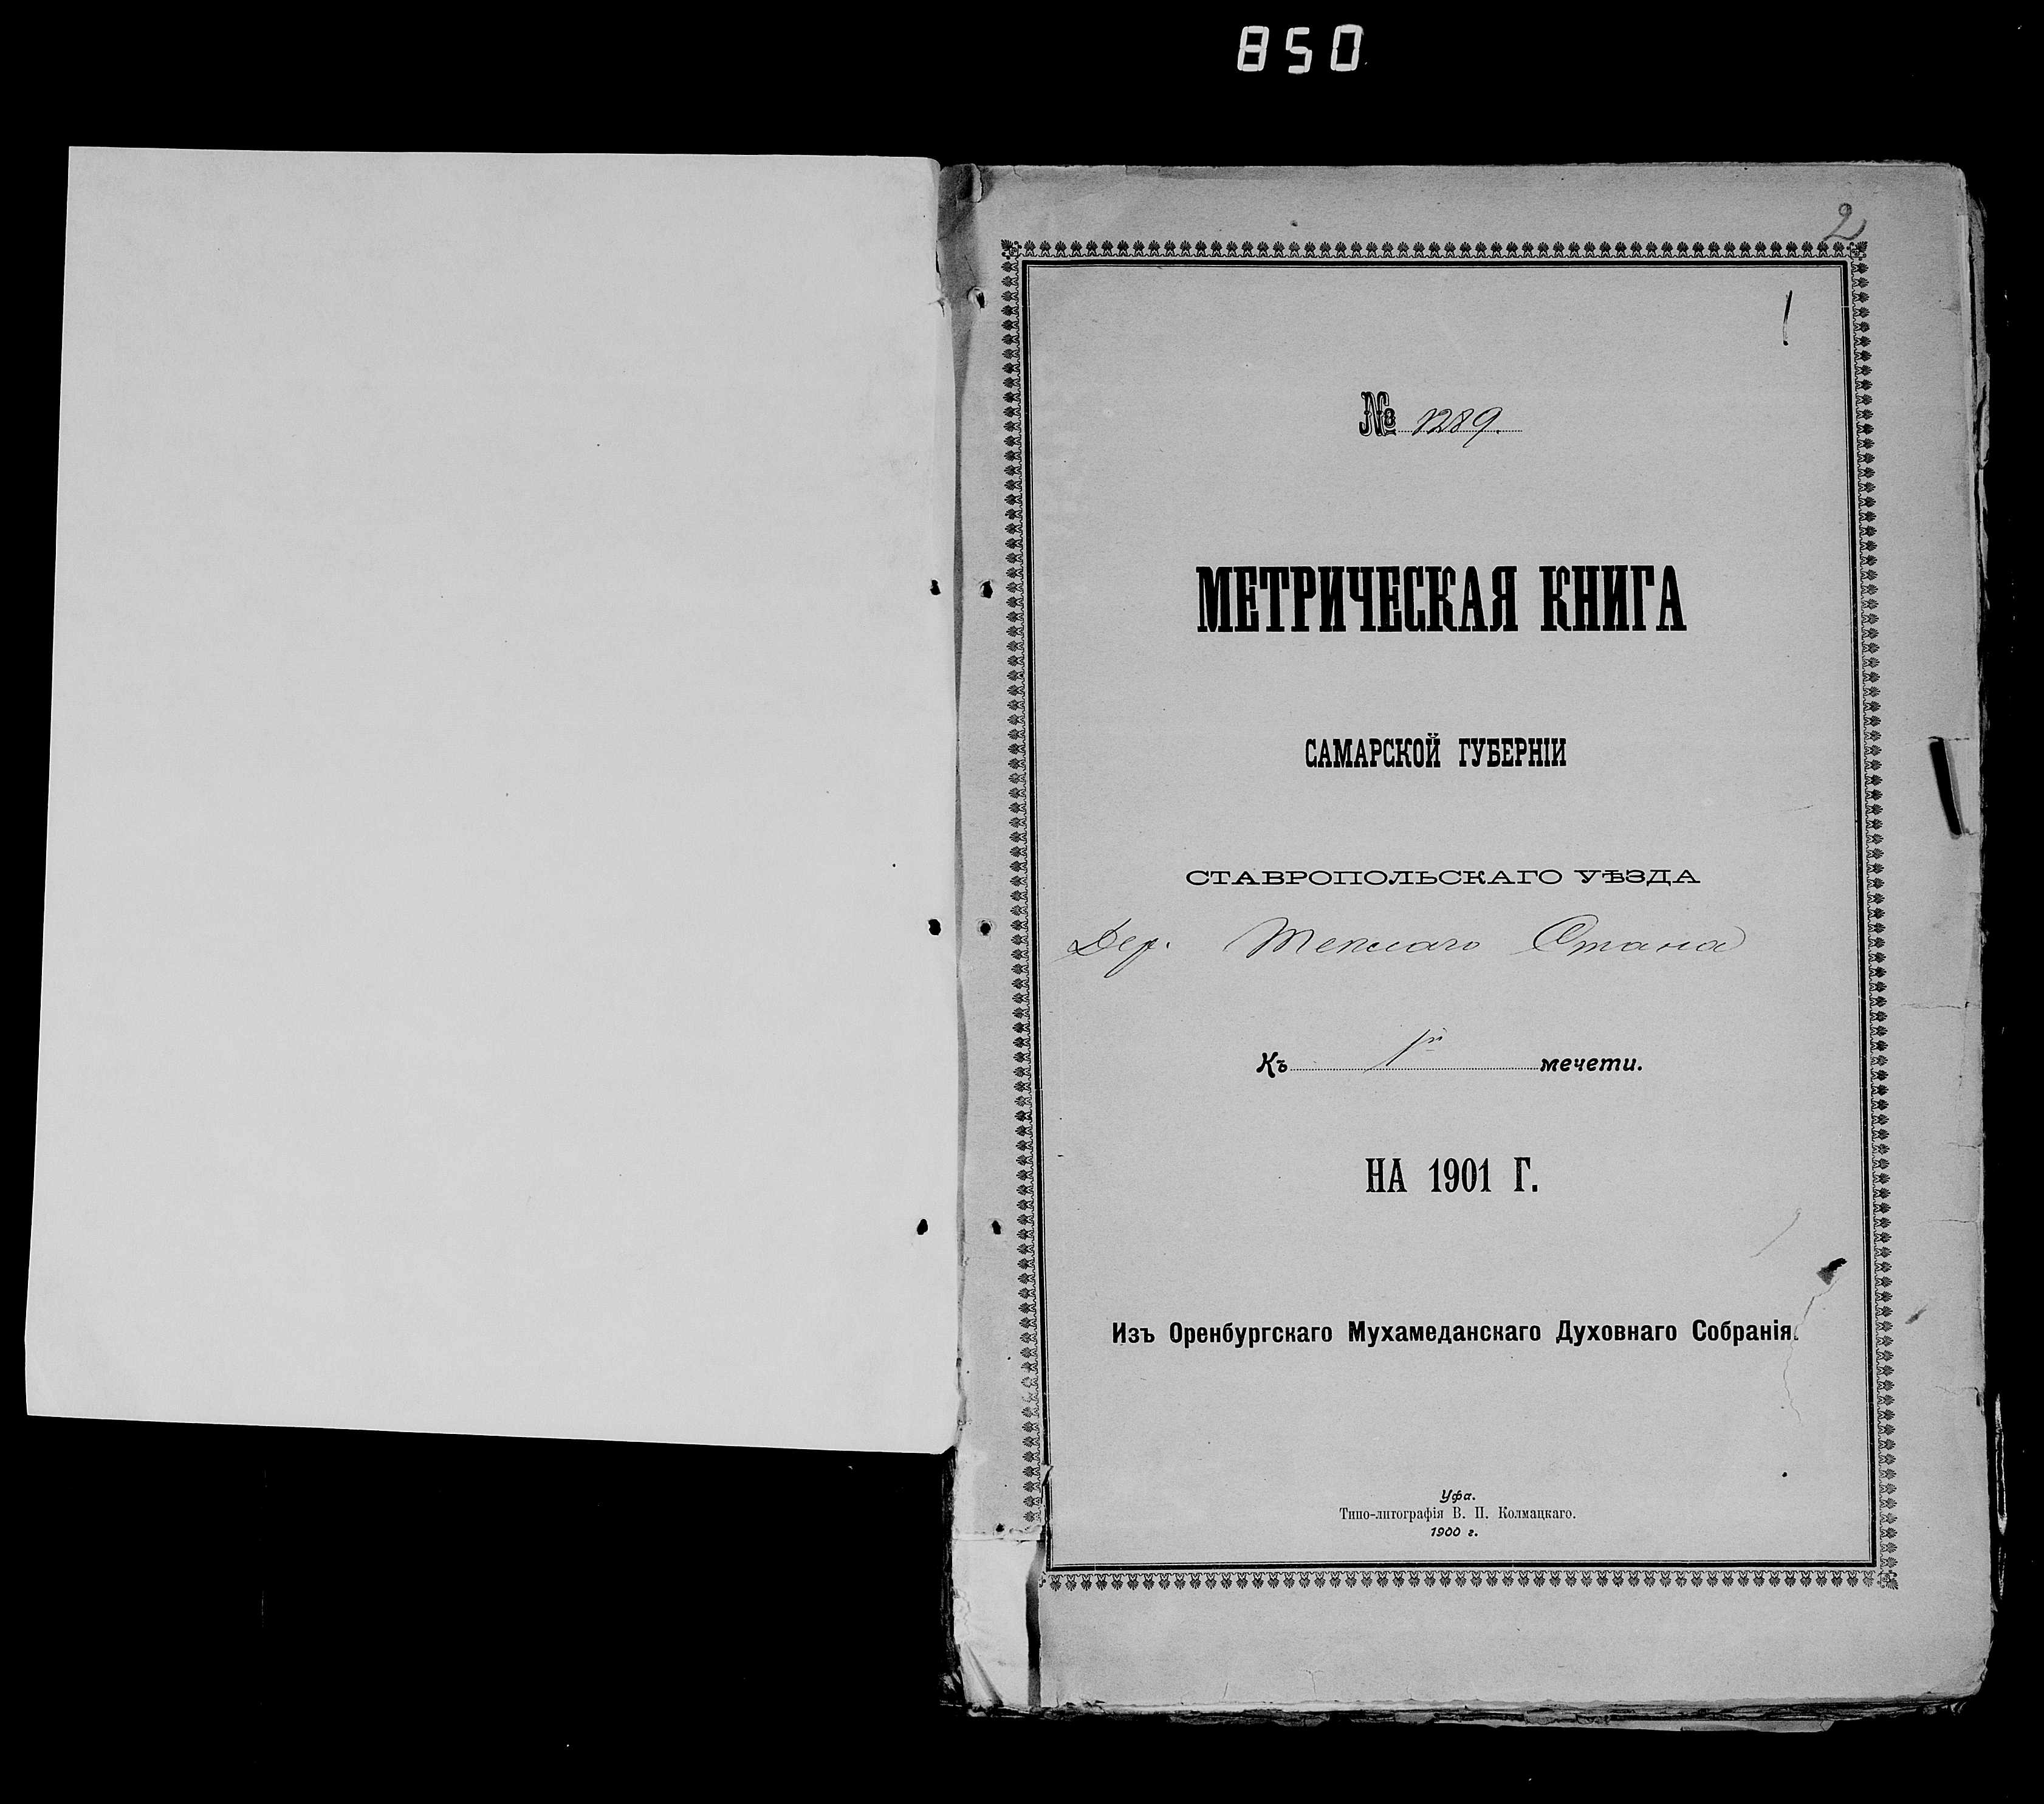 850
2
1
№ 1289.
МЕТРИЧЕСКАЯ КНИГА
САМАРСКОЙ ГУБЕРНІИ
СТАВРОПОЛЬСКАГО УѢЗДА
Дер. Теплаго Стана
Къ 1й мечети.
НА 1901 Г.
Изъ Оренбургскаго Мухамеданскаго Духовнаго Собранія.
Уфа.
Типо-литографія В. П. Колмацкаго.
1900 г.